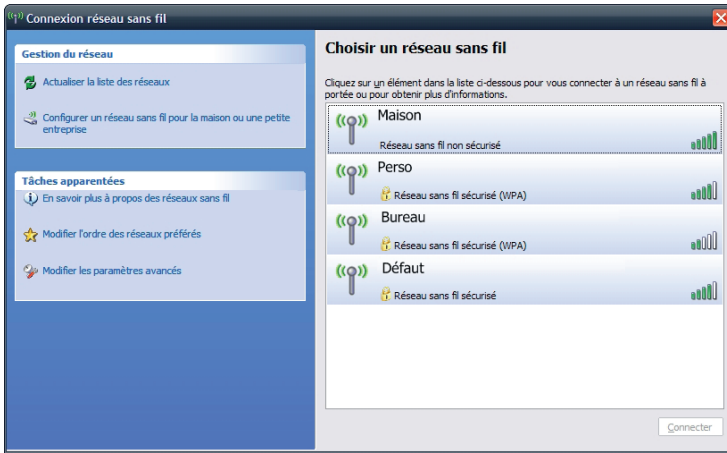 Connexion réseau sans fil
Gestion du réseau
Actualiser la liste des réseaux
Configurer un réseau sans fil pour la maison ou une petite
entreprise
Tâches apparentées
En savoir plus à propos des réseaux sans fil
Modifier l'ordre des réseaux préférés
Modifier les paramètres avancés
Choisir un réseau sans fil
Cliquez sur un élément dans la liste ci-dessous pour vous connecter à un réseau sans fil à
portée ou pour obtenir plus d'informations.
Maison
Réseau sans fil non sécurisé
Perso
Réseau sans fil sécurisé (WPA)
Bureau
Réseau sans fil sécurisé (WPA)
Défaut
Réseau sans fil sécurisé
Connecter